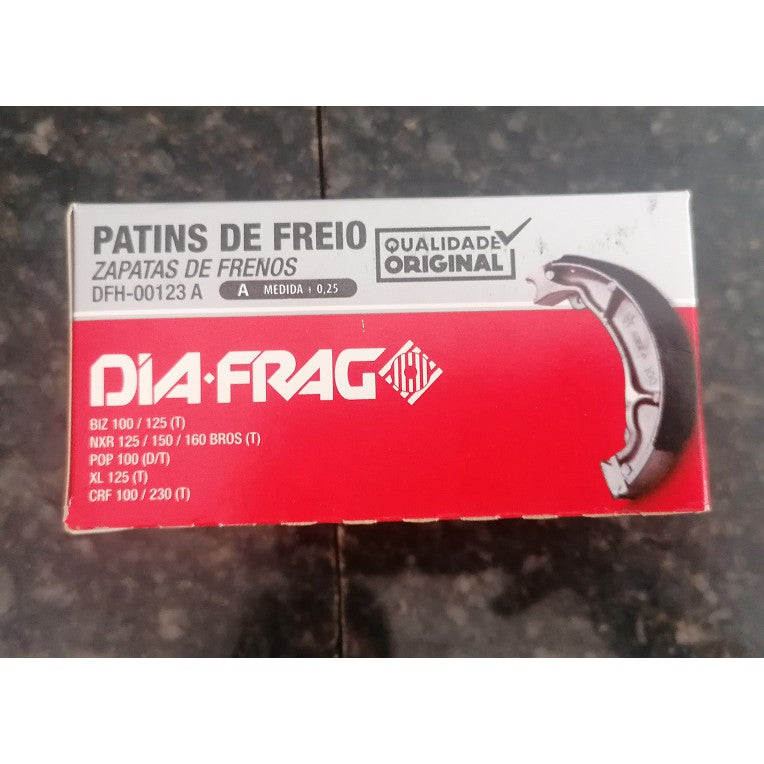 PATINS DE FREIO
ZAPATAS DE FRENOS
DFH-00123 A A MEDIDA + 0,25
QUALIDADE
ORIGINAL
DIA-FRAG
BIZ 100 / 125 (T)
NXR 125 / 150 / 160 BROS (T)
POP 100 (D/T)
XL 125 (T)
CRF 100 / 230 (T)